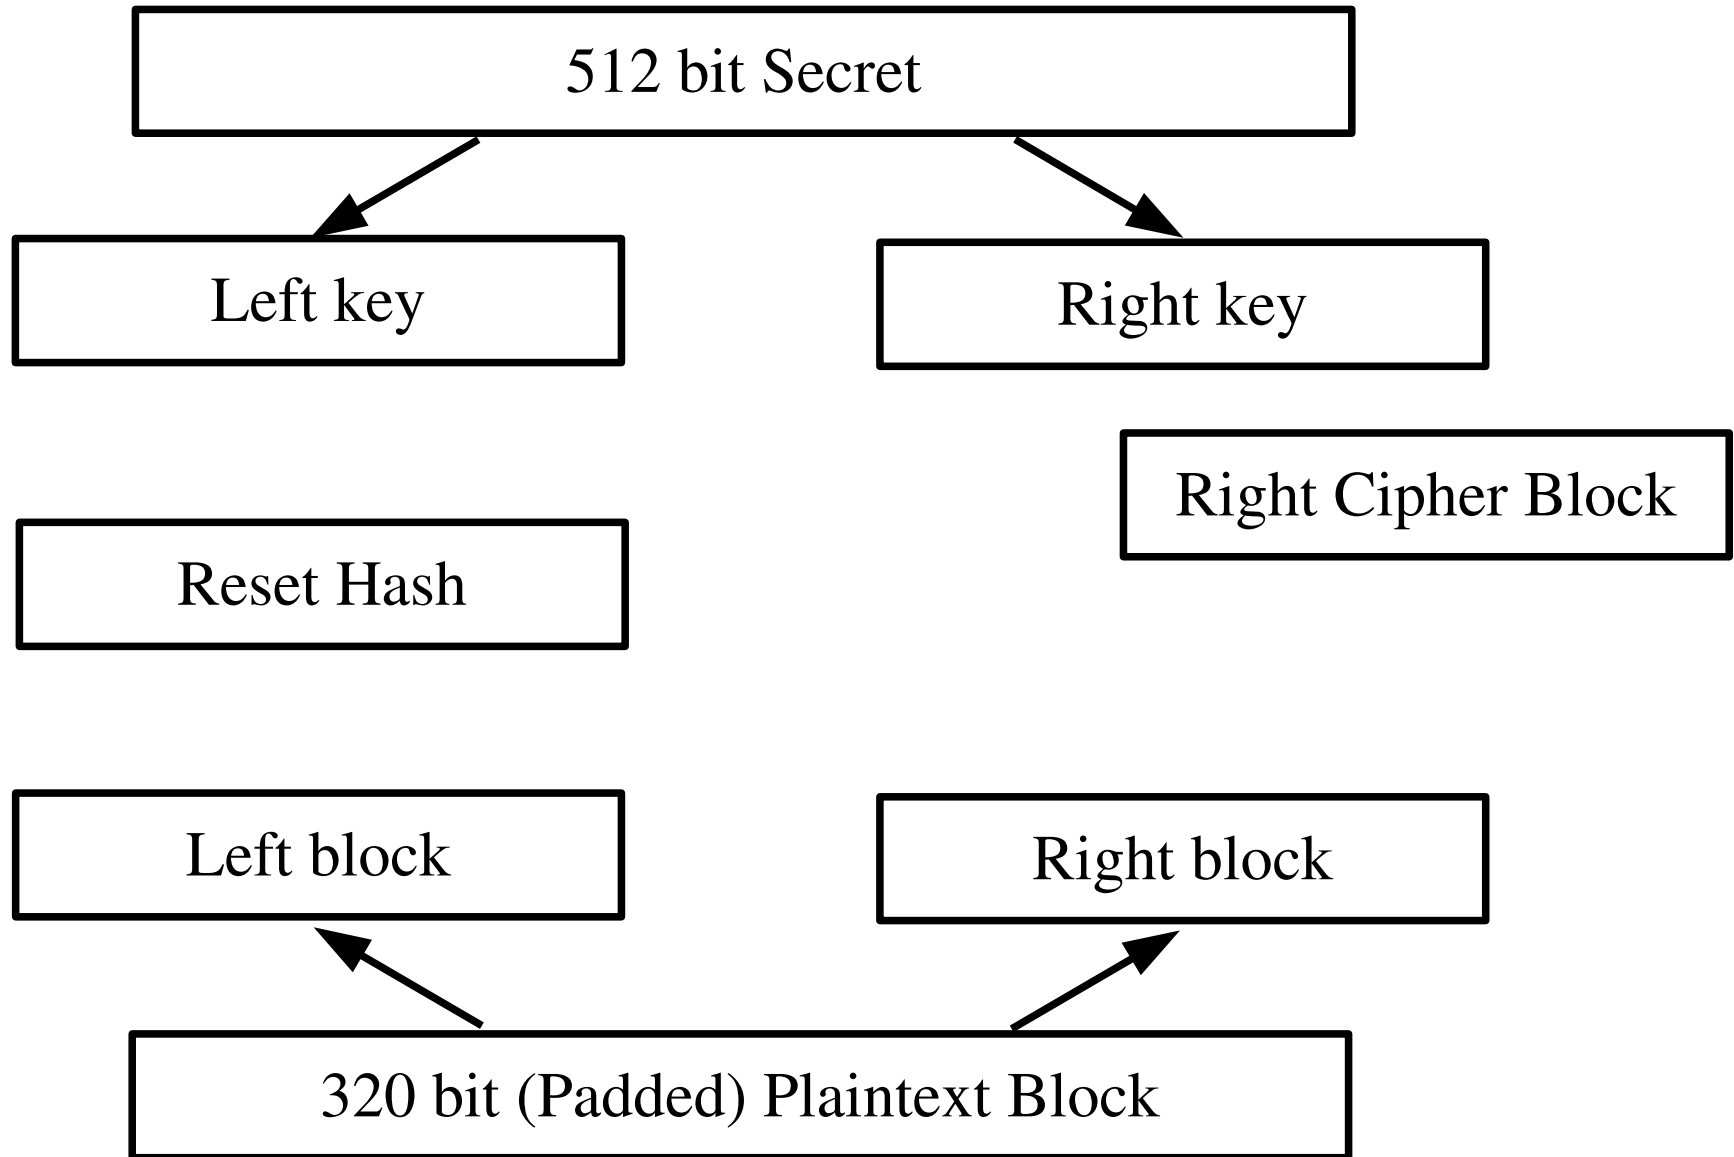 512 bit Secret
Left key
Right key
Right Cipher Block
Reset Hash
Left block
Right block
320 bit (Padded) Plaintext Block